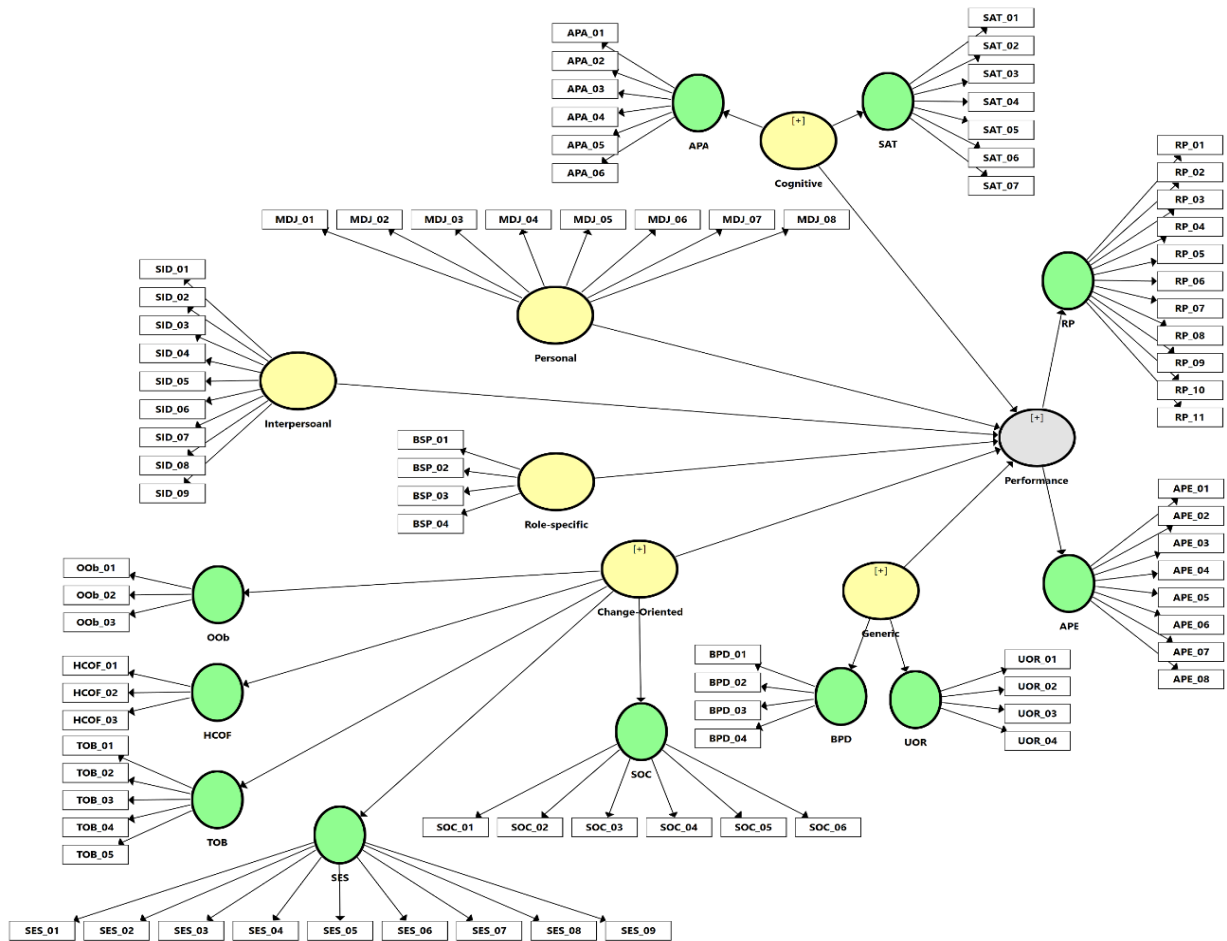 SAT_01
APA_01
SAT_02
APA_02
SAT_03
APA_03
SAT_04
APA_04
[+]
SAT_05
APA_05
APA
SAT
SAT_06
APA_06
Cognitive
SAT_07
RP_01
RP_02
RP_03
RP_04
RP_05
RP_06
RP_07
RP_08
RP_09
RP_10
RP_11
RP
MDJ_01 MDJ_02 MDJ_03 MDJ_04 MDJ_05 MDJ_06 MDJ_07 MDJ_08
Personal
SID_01
SID_02
SID_03
SID_04
SID_05
SID_06
SID_07
SID_08
SID_09
Interpersoanl
[+]
Performance
BSP_01
BSP_02
BSP_03
BSP_04
Role-specific
APE_01
APE_02
APE_03
APE_04
APE_05
APE_06
APE_07
APE_08
APE
[+]
Change-Oriented
[+]
Generic
OOb_01
OOb_02
OOb_03
OOb
HCOF_01
HCOF_02
HCOF_03
HCOF
BPD_01
BPD_02
BPD_03
BPD_04
BPD
UOR_01
UOR_02
UOR_03
UOR_04
UOR
TOB_01
TOB_02
TOB_03
TOB_04
TOB_05
TOB
SOC
SOC_01 SOC_02 SOC_03 SOC_04 SOC_05 SOC_06
SES
SES_01 SES_02 SES_03 SES_04 SES_05 SES_06 SES_07 SES_08 SES_09